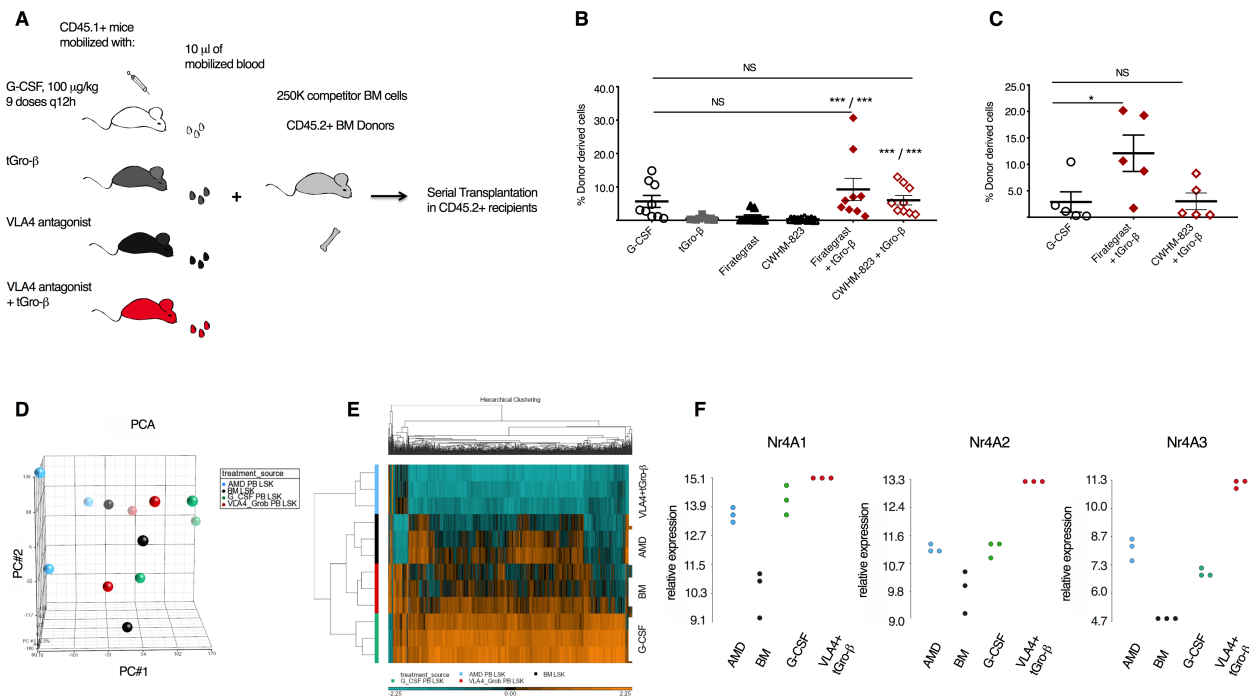 A
CD45.1+ mice
mobilized with:
10 µl of
mobilized blood
G-CSF, 100 µg/kg
9 doses q12h
250K competitor BM cells
CD45.2+ BM Donors
tGro-β
+
Serial Transplantation
in CD45.2+ recipients
VLA4 antagonist
VLA4 antagonist
+ tGro-β
B
NS
NS
*** / ***
*** / ***
% Donor derived cells
40.0
30.0
20.0
10.0
G-CSF
tGro-β
Firategrast
CWHM-823
Firategrast
+ tGro-β
CWHM-823 + tGro-β
C
NS
*
% Donor derived cells
25.0
20.0
15.0
10.0
5.0
G-CSF
Firategrast
+ tGro-β
CWHM-823
+ tGro-β
D
PCA
treatment_source
AMD PB LSK
BM LSK
G_CSF PB LSK
VLA4_Grob PB LSK
PC#2
PC#1
E
Hierarchical Clustering
VLA4+tGro-β
AMD
BM
G-CSF
treatment_source
AMD PB LSK
BM LSK
G_CSF PB LSK
VLA4_Grob PB LSK
-2.25
0.00
2.25
F
Nr4A1
relative expression
15.1
13.9
12.7
11.5
10.3
9.1
AMD
BM
G-CSF
VLA4+
tGro-β
Nr4A2
relative expression
13.3
12.6
11.6
10.7
9.8
9.0
AMD
BM
G-CSF
VLA4+
tGro-β
Nr4A3
relative expression
11.3
10.0
8.7
7.3
6.0
4.7
AMD
BM
G-CSF
VLA4+
tGro-β